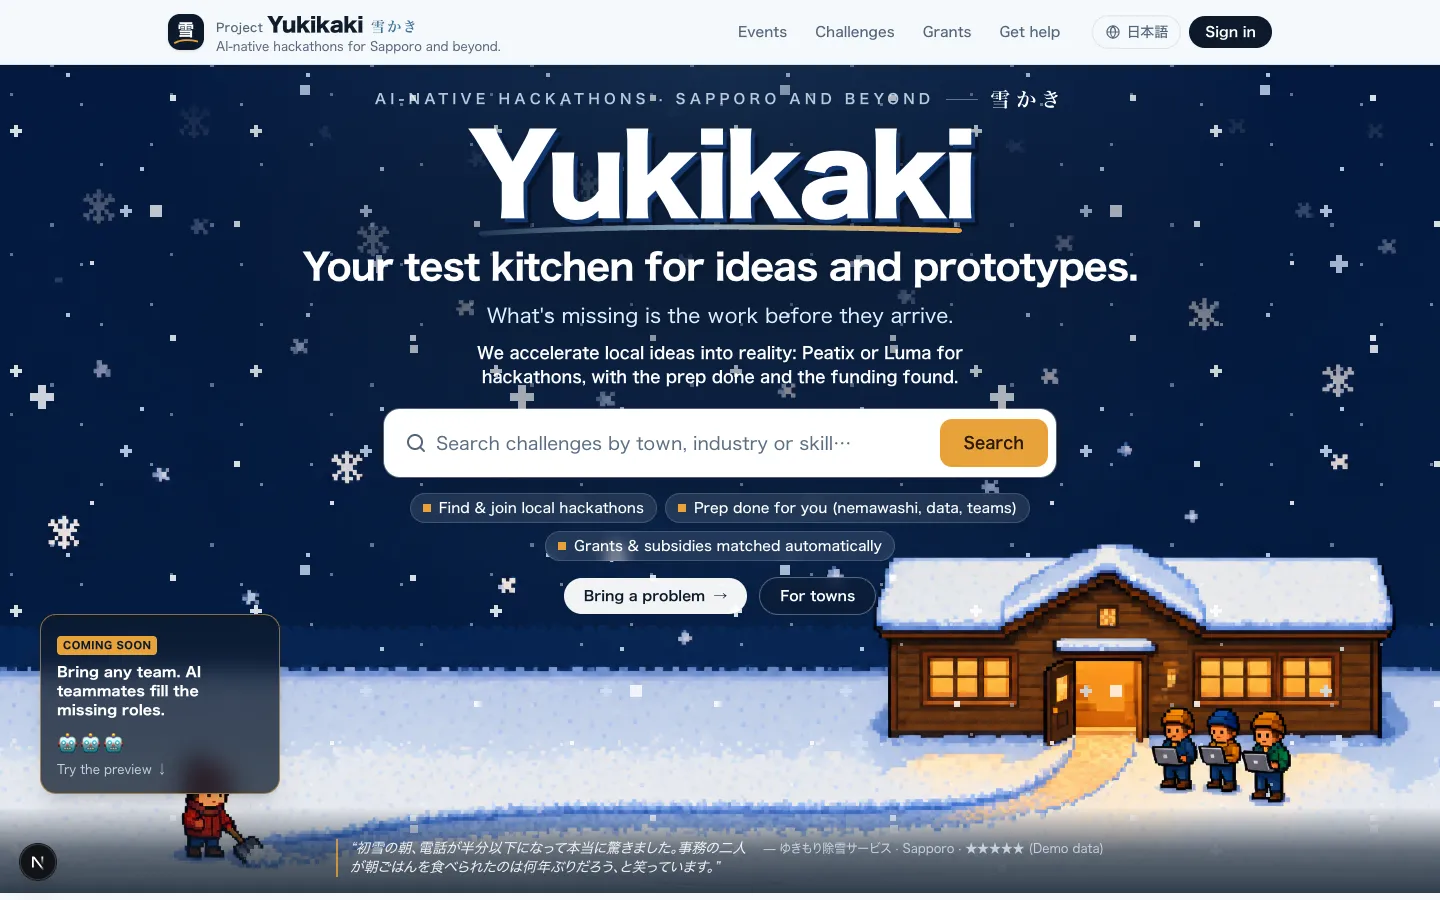 雪
Project Yukikaki 雪かき
AI-native hackathons for Sapporo and beyond.
Events
Challenges
Grants
Get help
日本語
Sign in
AI-NATIVE HACKATHONS · SAPPORO AND BEYOND — 雪かき
Yukikaki
Your test kitchen for ideas and prototypes.
What's missing is the work before they arrive.
We accelerate local ideas into reality: Peatix or Luma for
hackathons, with the prep done and the funding found.
Search challenges by town, industry or skill…
Search
Find & join local hackathons
Prep done for you (nemawashi, data, teams)
Grants & subsidies matched automatically
Bring a problem →
For towns
COMING SOON
Bring any team. AI
teammates fill the
missing roles.
Try the preview ↓
N
“初雪の朝、電話が半分以下になって本当に驚きました。事務の二人
が朝ごはんを食べられたのは何年ぶりだろう、と笑っています。”
— ゆきもり除雪サービス · Sapporo · ★★★★★ (Demo data)